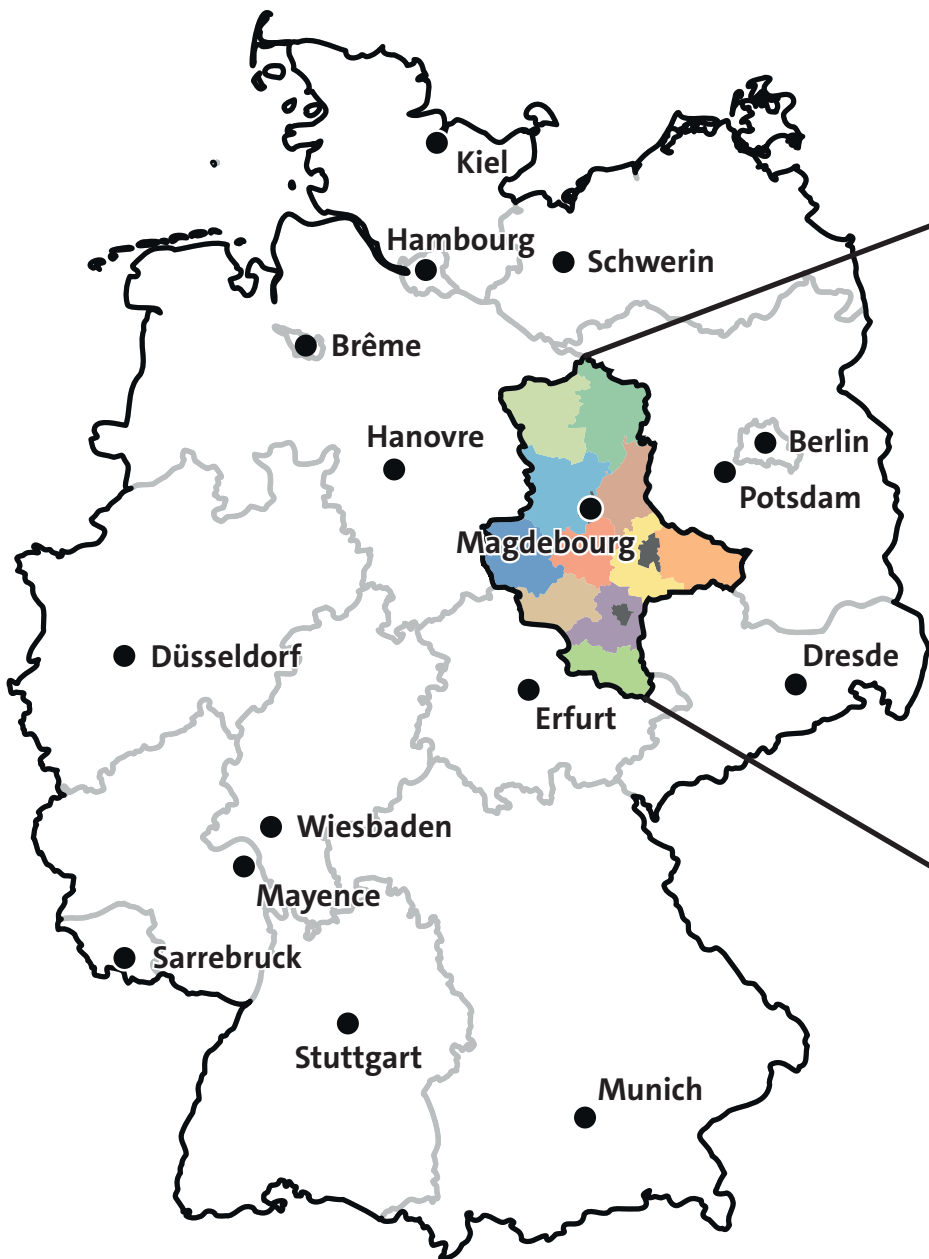 Kiel
Hambourg
Schwerin
Brême
Hanovre
Berlin
Potsdam
Magdebourg
Düsseldorf
Dresde
Erfurt
Wiesbaden
Mayence
Sarrebruck
Stuttgart
Munich